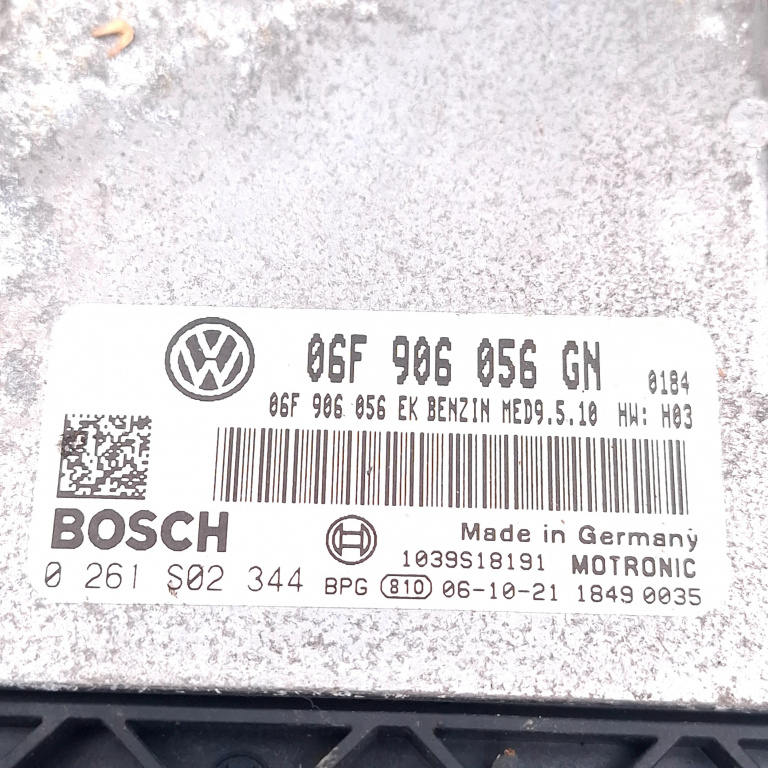 06F 906 056 GN 0184
06F 906 056 EK BENZIN MED9.5.10 HW: H03
BOSCH
Made in Germany
1039S18191 MOTRONIC
0 261 S02 344 BPG 810 06-10-21 1849 0035